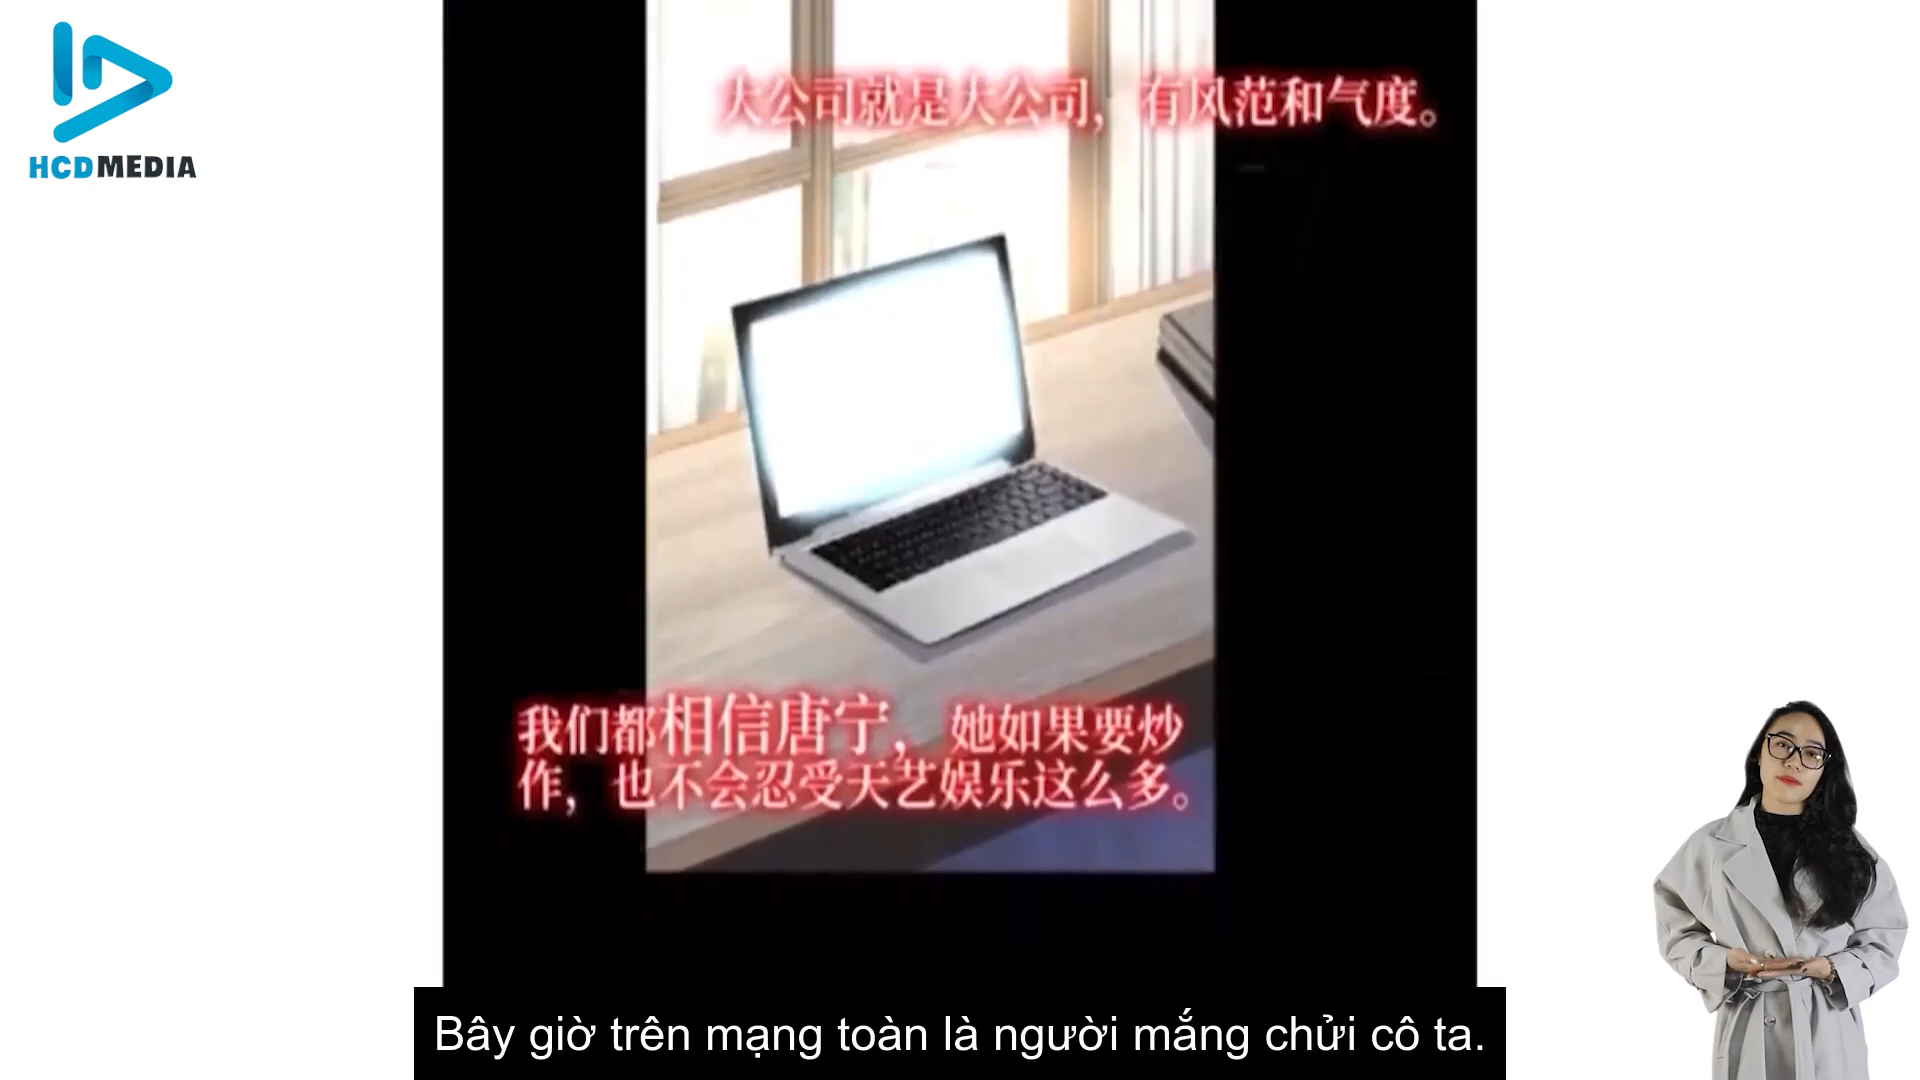 HCDMEDIA
大公司就是大公司，有风范和气度。
我们都相信唐宁，她如果要炒
作，也不会忍受天艺娱乐这么多。
Bây giờ trên mạng toàn là người mắng chửi cô ta.